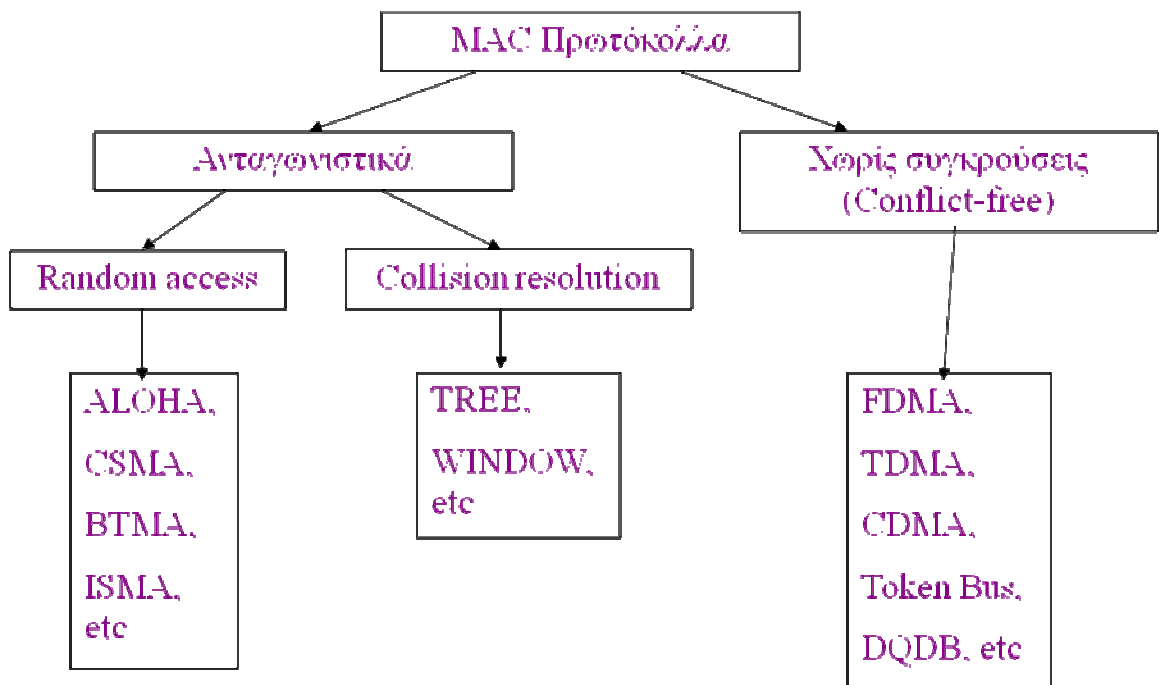 MAC Πρωτόκολλα
Ανταγωνιστικά
Χωρίς συγκρούσεις
(Conflict-free)
Random access
Collision resolution
ALOHA,
CSMA,
BTMA,
ISMA,
etc
TREE,
WINDOW,
etc
FDMA,
TDMA,
CDMA,
Token Bus,
DQDB, etc